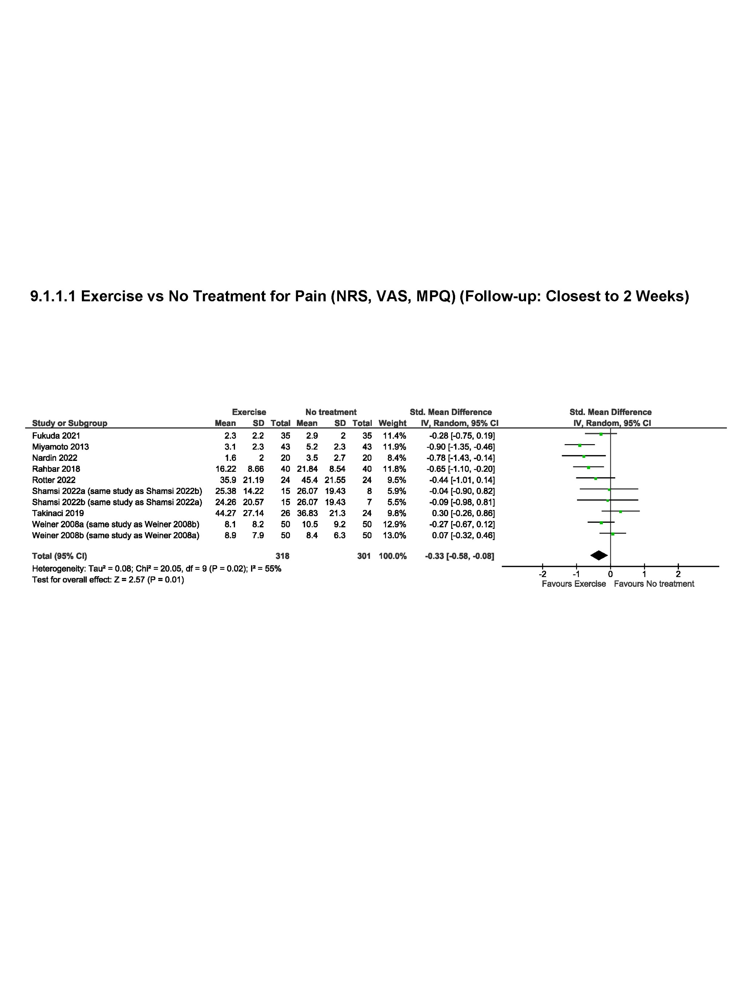 9.1.1.1 Exercise vs No Treatment for Pain (NRS, VAS, MPQ) (Follow-up: Closest to 2 Weeks)
Exercise No treatment Std. Mean Difference Std. Mean Difference
Study or Subgroup Mean SD Total Mean SD Total Weight IV, Random, 95% CI IV, Random, 95% CI
Fukuda 2021 2.3 2.2 35 2.9 2 35 11.4% -0.28 [-0.75, 0.19]
Miyamoto 2013 3.1 2.3 43 5.2 2.3 43 11.9% -0.90 [-1.35, -0.46]
Nardin 2022 1.6 2 20 3.5 2.7 20 8.4% -0.78 [-1.43, -0.14]
Rahbar 2018 16.22 8.66 40 21.84 8.54 40 11.8% -0.65 [-1.10, -0.20]
Rotter 2022 35.9 21.19 24 45.4 21.55 24 9.5% -0.44 [-1.01, 0.14]
Shamsi 2022a (same study as Shamsi 2022b) 25.38 14.22 15 26.07 19.43 8 5.9% -0.04 [-0.90, 0.82]
Shamsi 2022b (same study as Shamsi 2022a) 24.26 20.57 15 26.07 19.43 7 5.5% -0.09 [-0.98, 0.81]
Takinaci 2019 44.27 27.14 26 36.83 21.3 24 9.8% 0.30 [-0.26, 0.86]
Weiner 2008a (same study as Weiner 2008b) 8.1 8.2 50 10.5 9.2 50 12.9% -0.27 [-0.67, 0.12]
Weiner 2008b (same study as Weiner 2008a) 8.9 7.9 50 8.4 6.3 50 13.0% 0.07 [-0.32, 0.46]
Total (95% CI) 318 301 100.0% -0.33 [-0.58, -0.08]
Heterogeneity: Tau² = 0.08; Chi² = 20.05, df = 9 (P = 0.02); I² = 55%
Test for overall effect: Z = 2.57 (P = 0.01)
-2 -1 0 1 2
Favours Exercise Favours No treatment